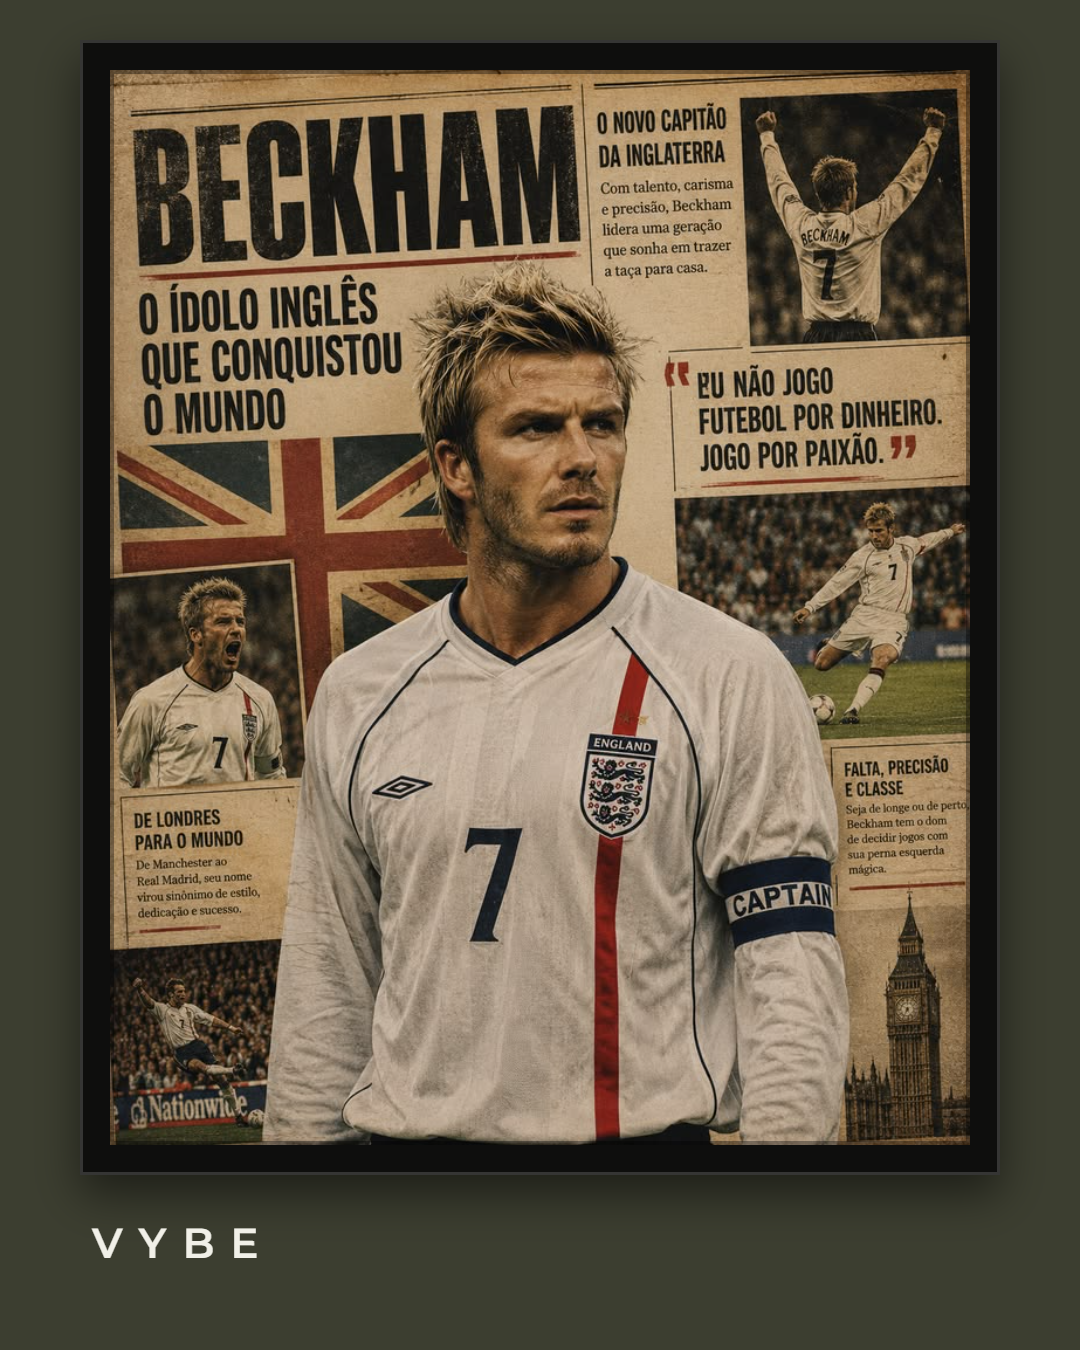 BECKHAM
O ÍDOLO INGLÊS
QUE CONQUISTOU
O MUNDO
O NOVO CAPITÃO
DA INGLATERRA
Com talento, carisma
e precisão, Beckham
lidera uma geração
que sonha em trazer
a taça para casa.
BECKHAM
7
“EU NÃO JOGO
FUTEBOL POR DINHEIRO.
JOGO POR PAIXÃO.”
7
7
DE LONDRES
PARA O MUNDO
De Manchester ao
Real Madrid, seu nome
virou sinônimo de estilo,
dedicação e sucesso.
ENGLAND
7
CAPTAIN
FALTA, PRECISÃO
E CLASSE
Seja de longe ou de perto,
Beckham tem o dom
de decidir jogos com
sua perna esquerda
mágica.
7
Nationwide
VYBE